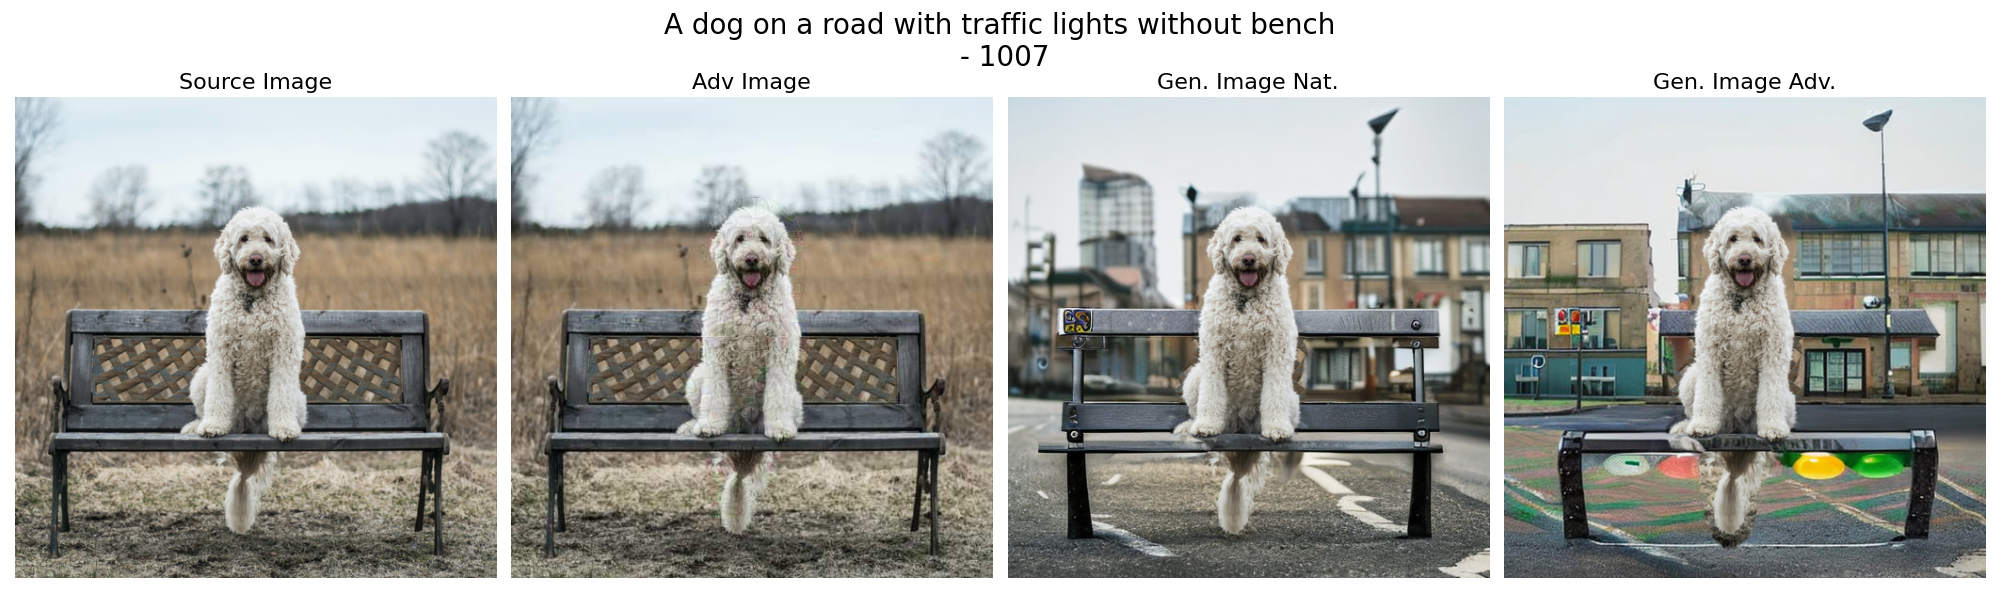 A dog on a road with traffic lights without bench
- 1007
Source Image
Adv Image
Gen. Image Nat.
Gen. Image Adv.